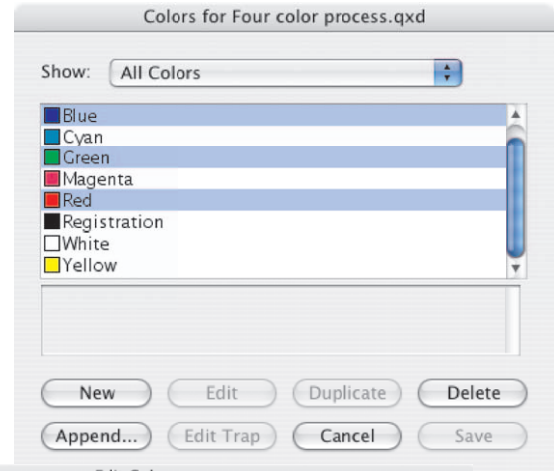 Colors for Four color process.qxd
Show: All Colors
Blue
Cyan
Green
Magenta
Red
Registration
White
Yellow
New Edit Duplicate Delete
Append... Edit Trap Cancel Save